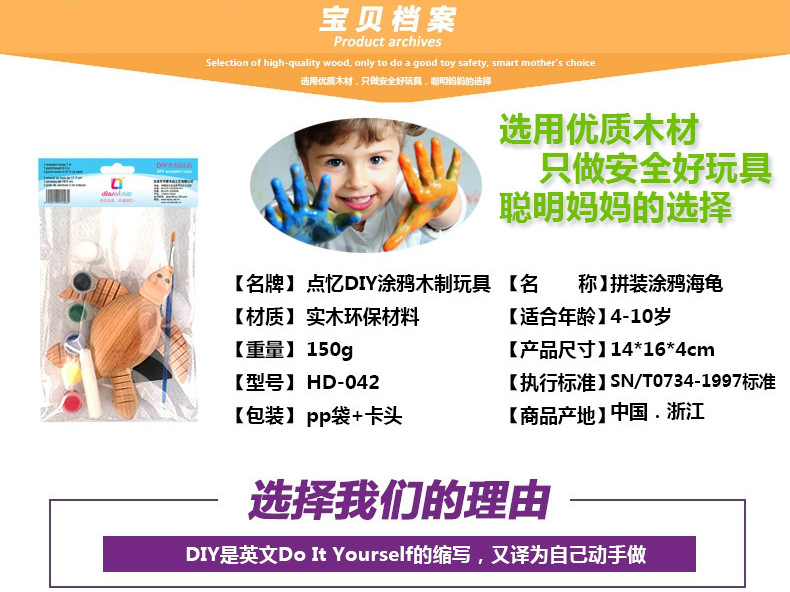 宝贝档案
Product archives
Selection of high-quality wood, only to do a good toy safety, smart mother's choice
选用优质木材，只做安全好玩具，聪明妈妈的选择
选用优质木材
只做安全好玩具
聪明妈妈的选择
DIY木制玩具
DIY wooden toys
【名牌】点忆DIY涂鸦木制玩具
【名 称】拼装涂鸦海龟
【材质】实木环保材料
【适合年龄】4-10岁
【重量】150g
【产品尺寸】14*16*4cm
【型号】HD-042
【执行标准】SN/T0734-1997标准
【包装】pp袋+卡头
【商品产地】中国．浙江
选择我们的理由
DIY是英文Do It Yourself的缩写，又译为自己动手做